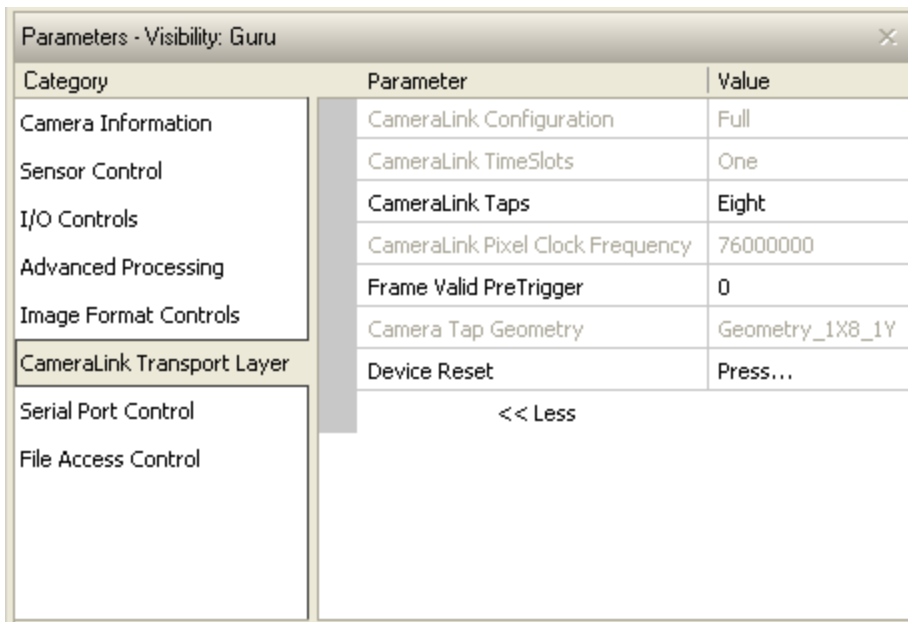 Parameters - Visibility: Guru
Category Parameter Value
Camera Information
Sensor Control
I/O Controls
Advanced Processing
Image Format Controls
CameraLink Transport Layer
Serial Port Control
File Access Control
CameraLink Configuration Full
CameraLink TimeSlots One
CameraLink Taps Eight
CameraLink Pixel Clock Frequency 76000000
Frame Valid PreTrigger 0
Camera Tap Geometry Geometry_1X8_1Y
Device Reset Press...
<< Less